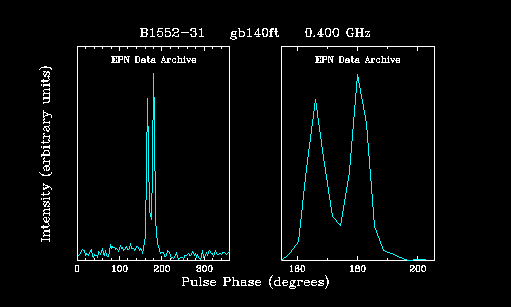 B1552-31 gb140ft 0.400 GHz
EPN Data Archive EPN Data Archive
Intensity (arbitrary units)
0 100 200 300 160 180 200
Pulse Phase (degrees)